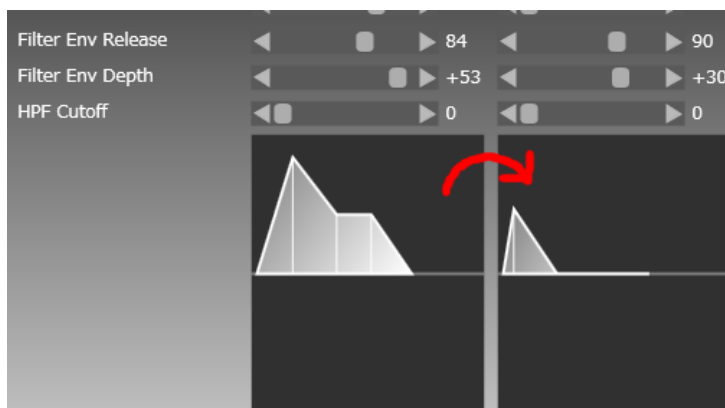 Filter Env Release 84 90
Filter Env Depth +53 +30
HPF Cutoff 0 0